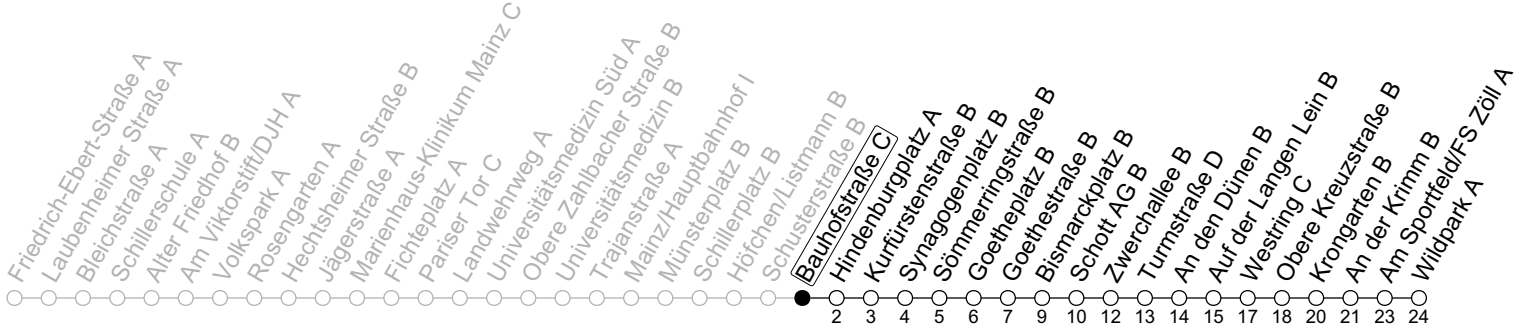 Friedrich-Ebert-Straße A
Laubenheimer Straße A
Bleichstraße A
Schillerschule A
Alter Friedhof B
Am Viktorstift/DJH A
Volkspark A
Rosengarten A
Hechtsheimer Straße B
Jägerstraße A
Marienhaus-Klinikum Mainz C
Fichteplatz A
Pariser Tor C
Landwehrweg A
Universitätsmedizin Süd A
Obere Zahlbacher Straße B
Universitätsmedizin B
Trajanstraße A
Mainz/Hauptbahnhof I
Münsterplatz B
Schillerplatz B
Höfchen/Listmann B
Schusterstraße B
Bauhofstraße C
Hindenburgplatz A
Kurfürstenstraße B
Synagogenplatz B
Sömmeringstraße B
Goetheplatz B
Goethestraße B
Bismarckplatz B
Schott AG B
Zwerchallee B
Turmstraße D
An den Dünen B
Auf der Langen Lein B
Westring C
Obere Kreuzstraße B
Krongarten B
An der Krimm B
Am Sportfeld/FS Zöll A
Wildpark A
2 3 4 5 6 7 9 10 12 13 14 15 17 18 20 21 23 24